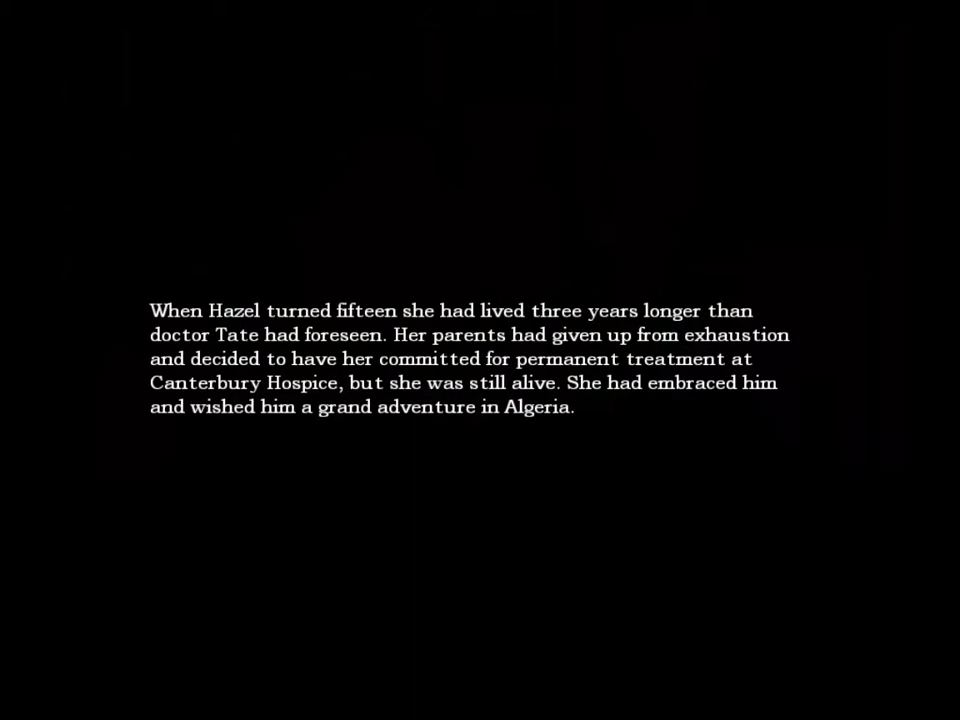 When Hazel turned fifteen she had lived three years longer than
doctor Tate had foreseen. Her parents had given up from exhaustion
and decided to have her committed for permanent treatment at
Canterbury Hospice, but she was still alive. She had embraced him
and wished him a grand adventure in Algeria.